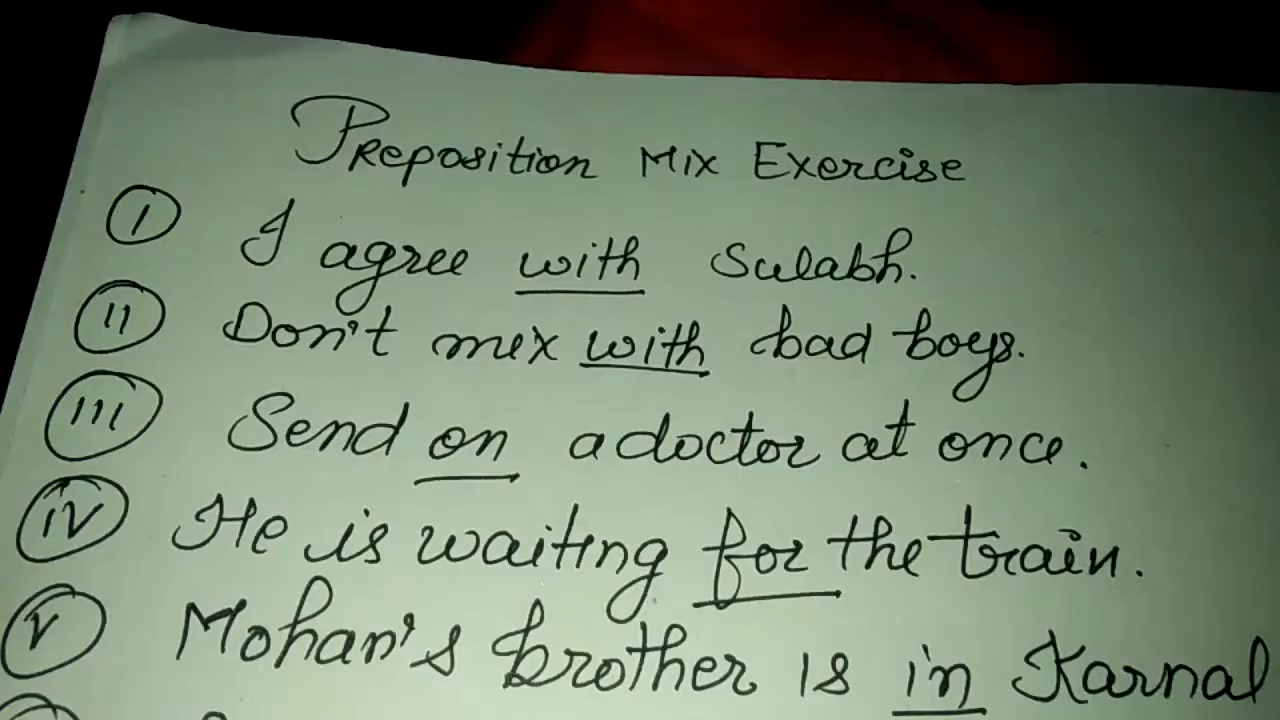 Preposition Mix Exercise
I I agree with Sulabh.
II Don't mix with bad boys.
III Send on a doctor at once.
IV He is waiting for the train.
V Mohan's brother is in Karnal